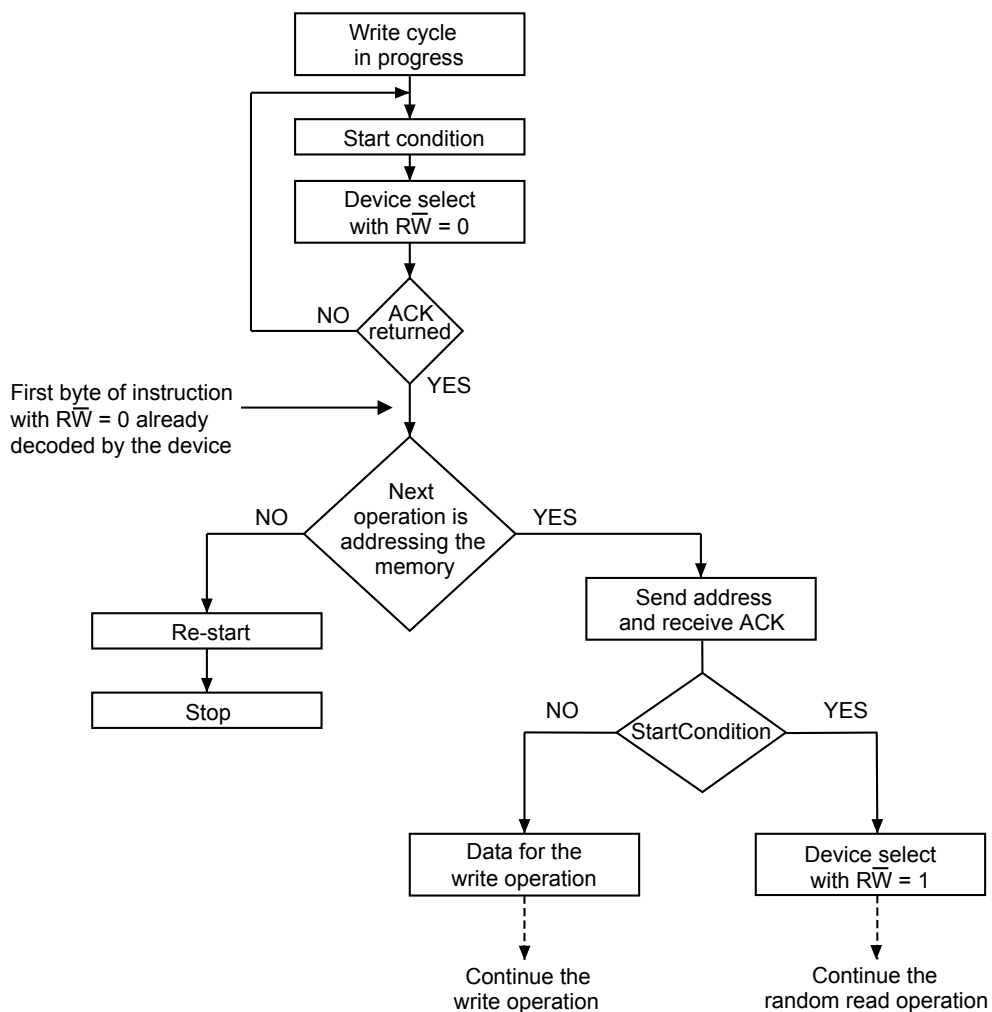 Write cycle
in progress
Start condition
Device select
with RW̅ = 0
ACK
returned
NO
YES
First byte of instruction
with RW̅ = 0 already
decoded by the device
Next
operation is
addressing the
memory
NO
YES
Re-start
Stop
Send address
and receive ACK
StartCondition
NO
YES
Data for the
write operation
Device select
with RW̅ = 1
Continue the
write operation
Continue the
random read operation